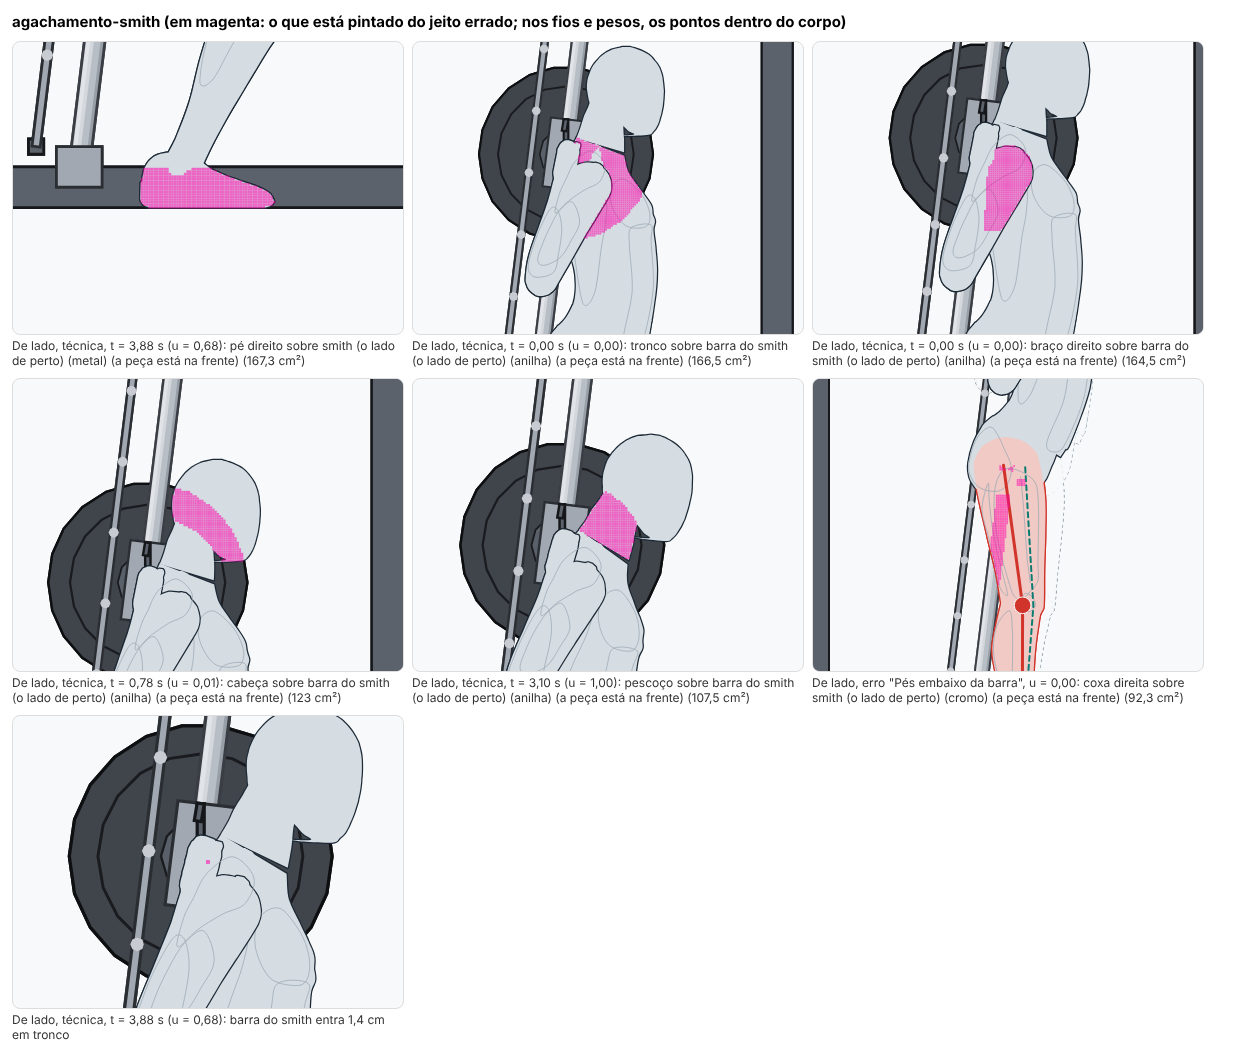 agachamento-smith (em magenta: o que está pintado do jeito errado; nos fios e pesos, os pontos dentro do corpo)
De lado, técnica, t = 3,88 s (u = 0,68): pé direito sobre smith (o lado
de perto) (metal) (a peça está na frente) (167,3 cm²)
De lado, técnica, t = 0,00 s (u = 0,00): tronco sobre barra do smith
(o lado de perto) (anilha) (a peça está na frente) (166,5 cm²)
De lado, técnica, t = 0,00 s (u = 0,00): braço direito sobre barra do
smith (o lado de perto) (anilha) (a peça está na frente) (164,5 cm²)
De lado, técnica, t = 0,78 s (u = 0,01): cabeça sobre barra do smith
(o lado de perto) (anilha) (a peça está na frente) (123 cm²)
De lado, técnica, t = 3,10 s (u = 1,00): pescoço sobre barra do smith
(o lado de perto) (anilha) (a peça está na frente) (107,5 cm²)
De lado, erro "Pés embaixo da barra", u = 0,00: coxa direita sobre
smith (o lado de perto) (cromo) (a peça está na frente) (92,3 cm²)
De lado, técnica, t = 3,88 s (u = 0,68): barra do smith entra 1,4 cm
em tronco